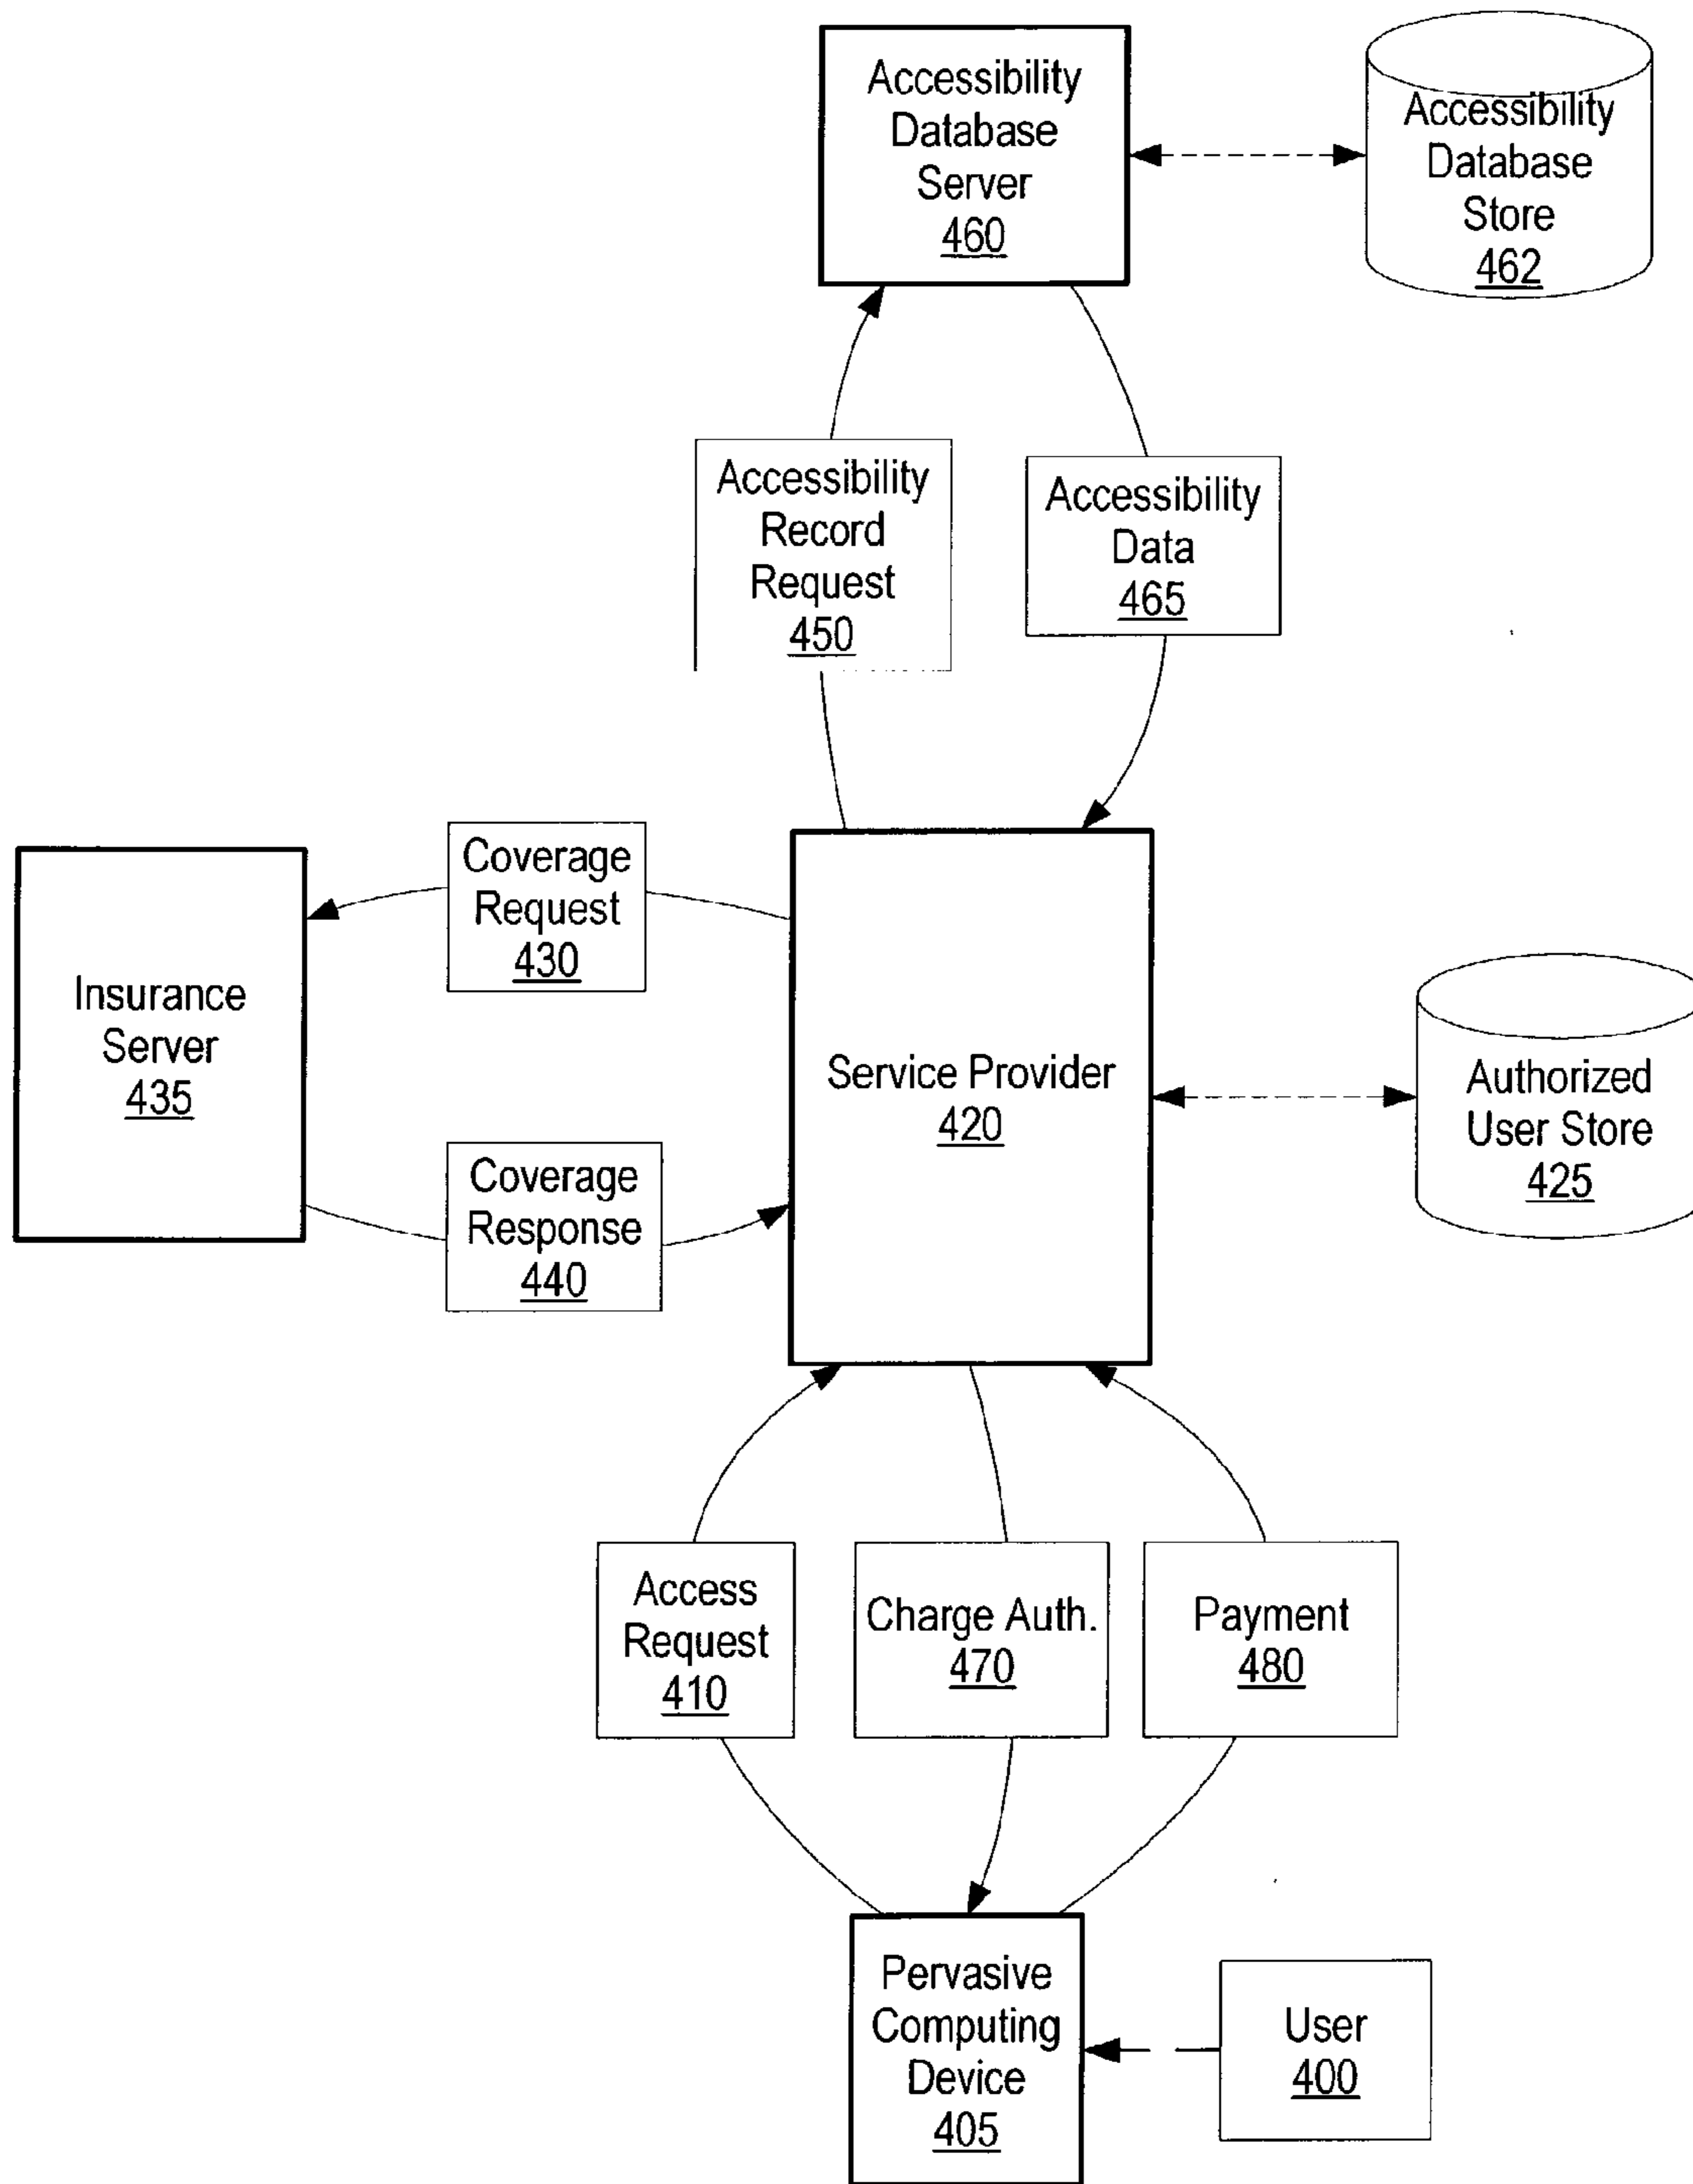 Accessibility
Database
Server
460
Accessibility
Database
Store
462
Accessibility
Record
Request
450
Accessibility
Data
465
Coverage
Request
430
Insurance
Server
435
Service Provider
420
Authorized
User Store
425
Coverage
Response
440
Access
Request
410
Charge Auth.
470
Payment
480
Pervasive
Computing
Device
405
User
400